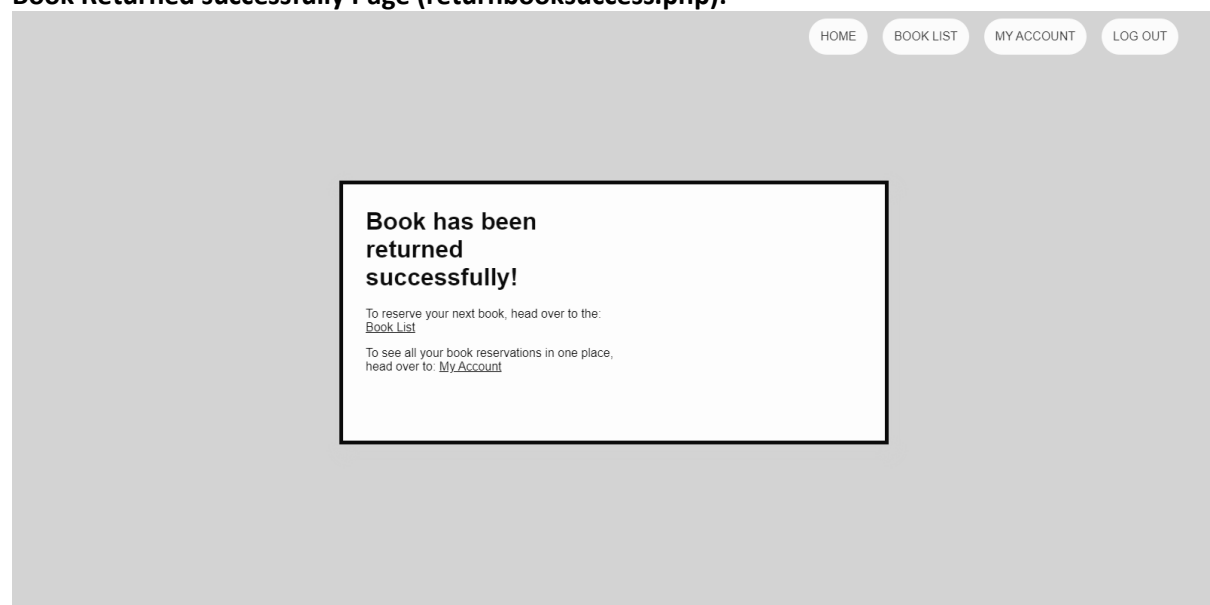 Book Returned successfully Page (returnbooksuccess.php):
HOME BOOK LIST MY ACCOUNT LOG OUT
Book has been
returned
successfully!
To reserve your next book, head over to the:
Book List
To see all your book reservations in one place,
head over to: My Account